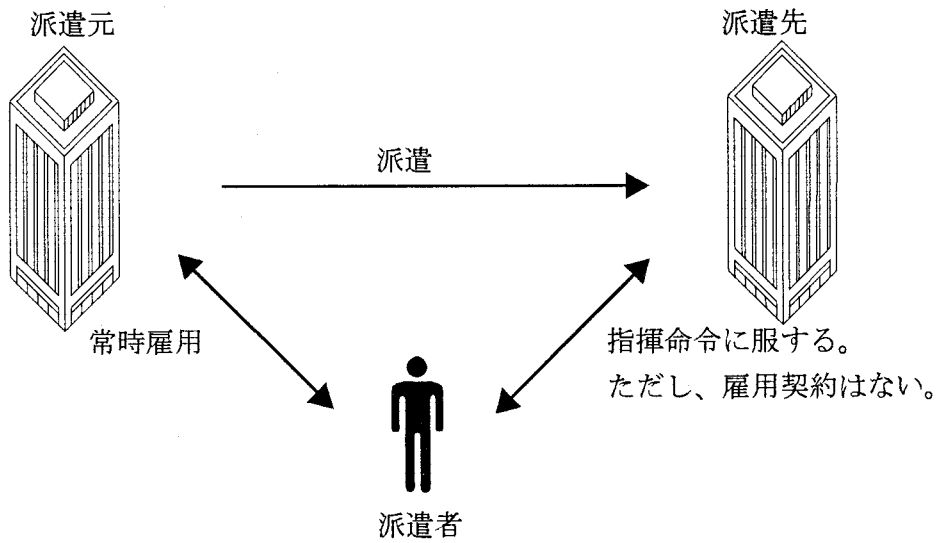 派遣元
派遣先
派遣
常時雇用
指揮命令に服する。
ただし、雇用契約はない。
派遣者